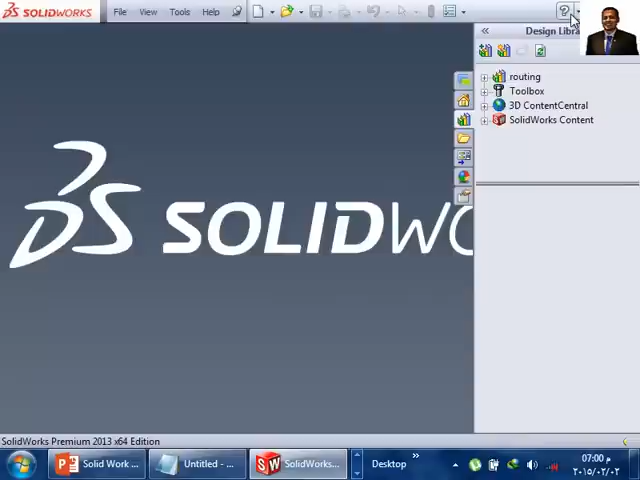 SOLIDWORKS File View Tools Help
Design Libra
routing
Toolbox
3D ContentCentral
SolidWorks Content
SOLIDWO
SolidWorks Premium 2013 x64 Edition
Solid Work ... Untitled - ... SolidWorks... Desktop » 07:00 م
٢٠١٥/٠٢/٠٢